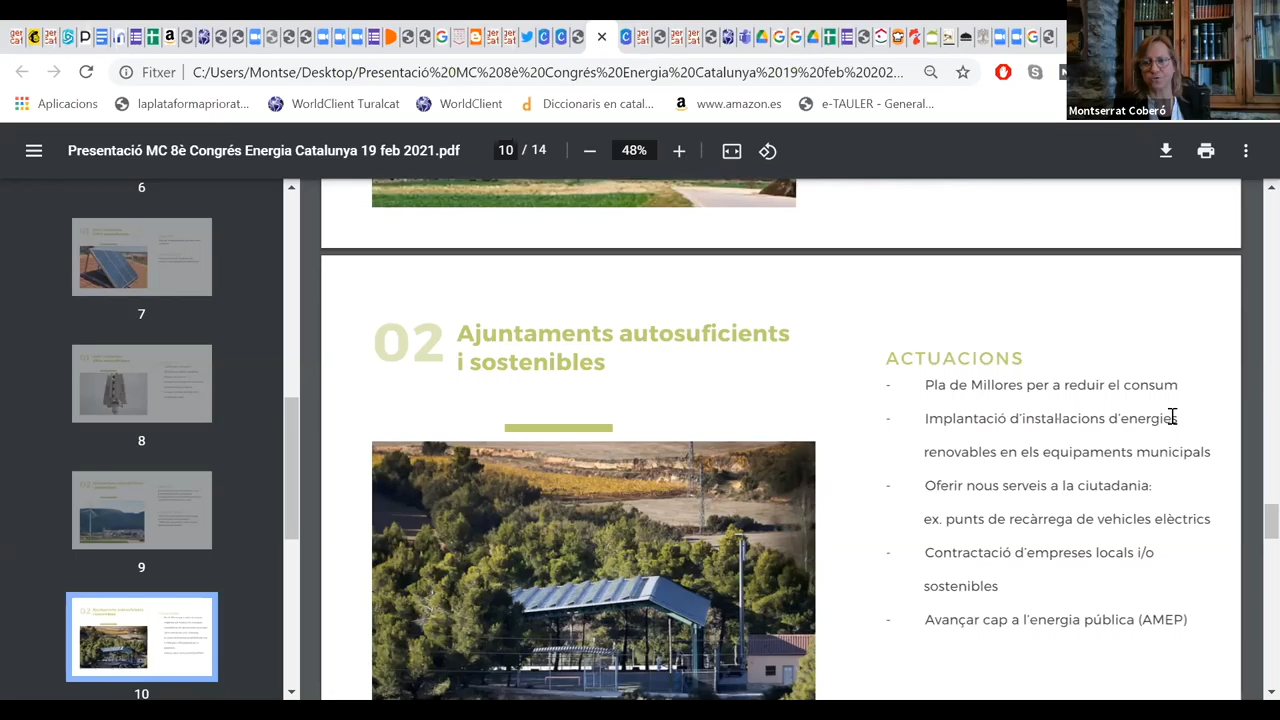 Fitxer
C:/Users/Montse/Desktop/Presentació%20MC%208è%20Congrés%20Energia%20Catalunya%2019%20feb%20202...
Montserrat Coberó
Aplicacions
laplataformapriorat...
WorldClient Turalcat
WorldClient
Diccionaris en catal...
www.amazon.es
e-TAULER - General...
Presentació MC 8è Congrés Energia Catalunya 19 feb 2021.pdf
10 / 14
48%
6
7
8
9
10
02
Ajuntaments autosuficients
i sostenibles
ACTUACIONS
- Pla de Millores per a reduir el consum
- Implantació d'instal·lacions d'energies
renovables en els equipaments municipals
- Oferir nous serveis a la ciutadania:
ex. punts de recàrrega de vehicles elèctrics
- Contractació d'empreses locals i/o
sostenibles
- Avançar cap a l'energia pública (AMEP)